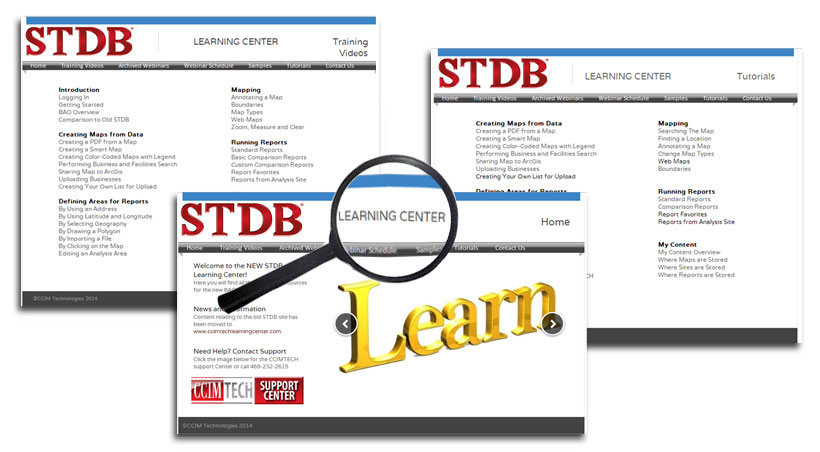 STDB®
LEARNING CENTER
Training
Videos
Home Training Videos Archived Webinars Webinar Schedule Samples Tutorials Contact Us
Introduction
Logging In
Getting Started
BAO Overview
Comparison to Old STDB
Creating Maps from Data
Creating a PDF from a Map
Creating a Smart Map
Creating Color-Coded Maps with Legend
Performing Business and Facilities Search
Sharing Map to ArcGis
Uploading Businesses
Creating Your Own List for Upload
Defining Areas for Reports
By Using an Address
By Using Latitude and Longitude
By Selecting Geography
By Drawing a Polygon
By Importing a File
By Clicking on the Map
Editing an Analysis Area
Mapping
Annotating a Map
Boundaries
Map Types
Web Maps
Zoom, Measure and Clear
Running Reports
Standard Reports
Basic Comparison Reports
Custom Comparison Reports
Report Favorites
Reports from Analysis Site
©CCIM Technologies 2014
STDB®
LEARNING CENTER
Tutorials
Home Training Videos Archived Webinars Webinar Schedule Samples Tutorials Contact Us
Creating Maps from Data
Creating a PDF from a Map
Creating a Smart Map
Creating Color-Coded Maps with Legend
Performing Business and Facilities Search
Sharing Map to ArcGis
Uploading Businesses
Creating Your Own List for Upload
Defining Areas for Reports
Mapping
Searching The Map
Finding a Location
Annotating a Map
Change Map Types
Web Maps
Boundaries
Running Reports
Standard Reports
Comparison Reports
Report Favorites
Reports from Analysis Site
My Content
My Content Overview
Where Maps are Stored
Where Sites are Stored
Where Reports are Stored
STDB®
LEARNING CENTER
Home
Home Training Videos Archived Webinar Schedule Samples Tutorials Contact Us
Welcome to the NEW STDB
Learning Center!
Here you will find all the
for the new
News and
Content relating to the old STDB site has
been moved to
www.ccimtechlearningcenter.com.
Need Help? Contact Support
Click the image below for the CCIMTECH
support Center or call 469-232-2615
CCIMTECH SUPPORT
CENTER
Learn
©CCIM Technologies 2014